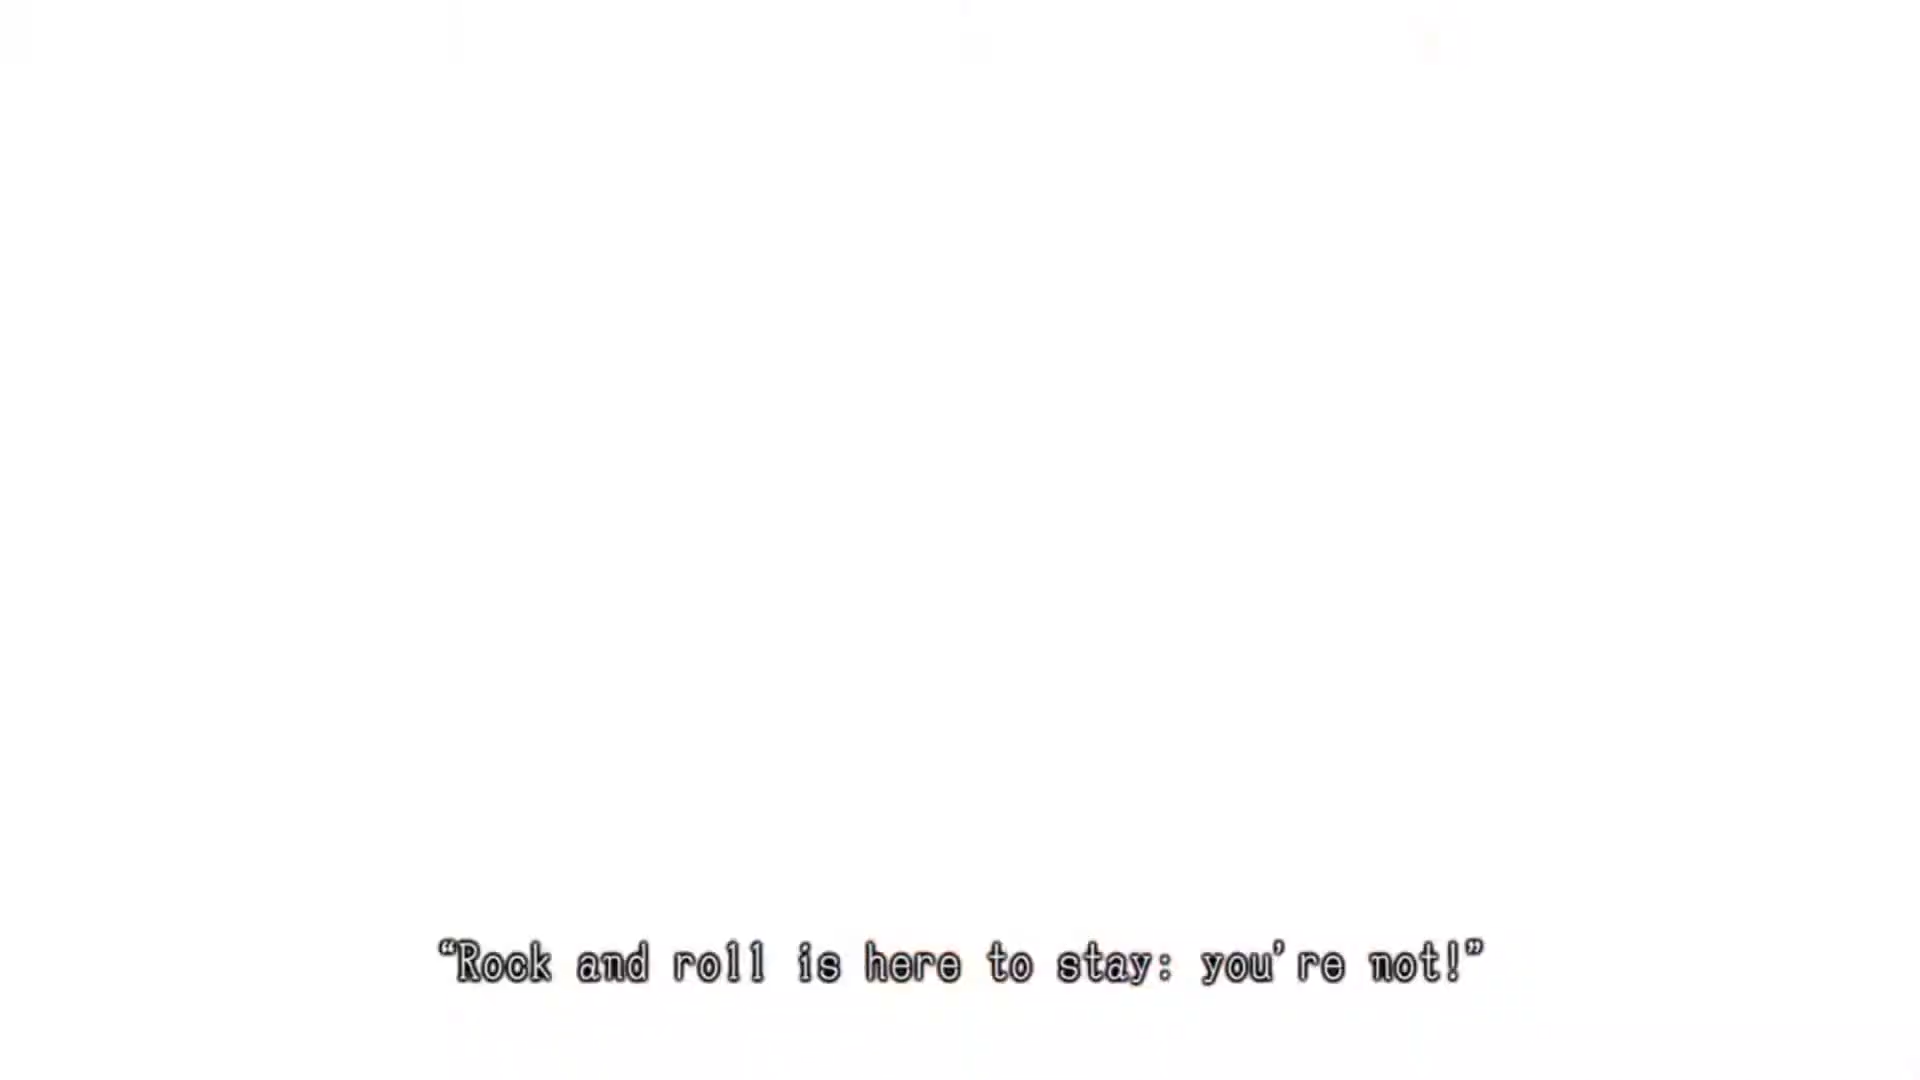 “Rock and roll is here to stay: you're not!”